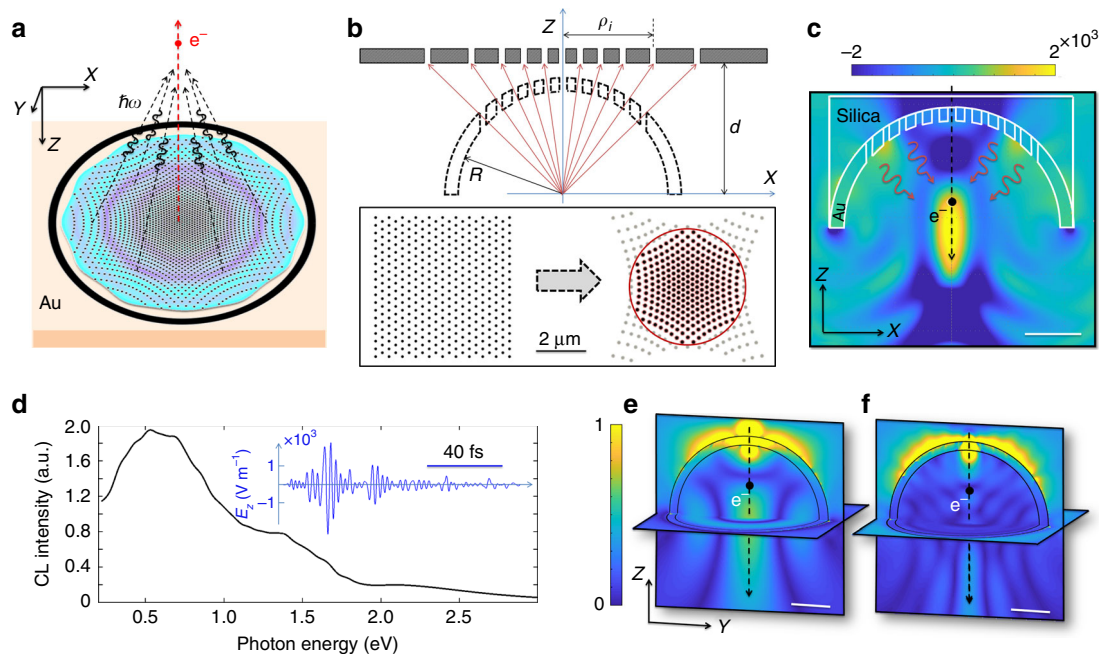 a
e⁻
X
Y
Z
ħω
Au
b
Z
ρᵢ
d
R
X
2 μm
c
−2
2 ×10³
Silica
Au
e⁻
Z
X
d
CL intensity (a.u.)
2.0
1.6
1.2
0.8
0.4
0
0.5
1.0
1.5
2.0
2.5
Photon energy (eV)
×10³
E_z (V m⁻¹)
1
−1
40 fs
e
1
0
e⁻
Z
Y
f
e⁻